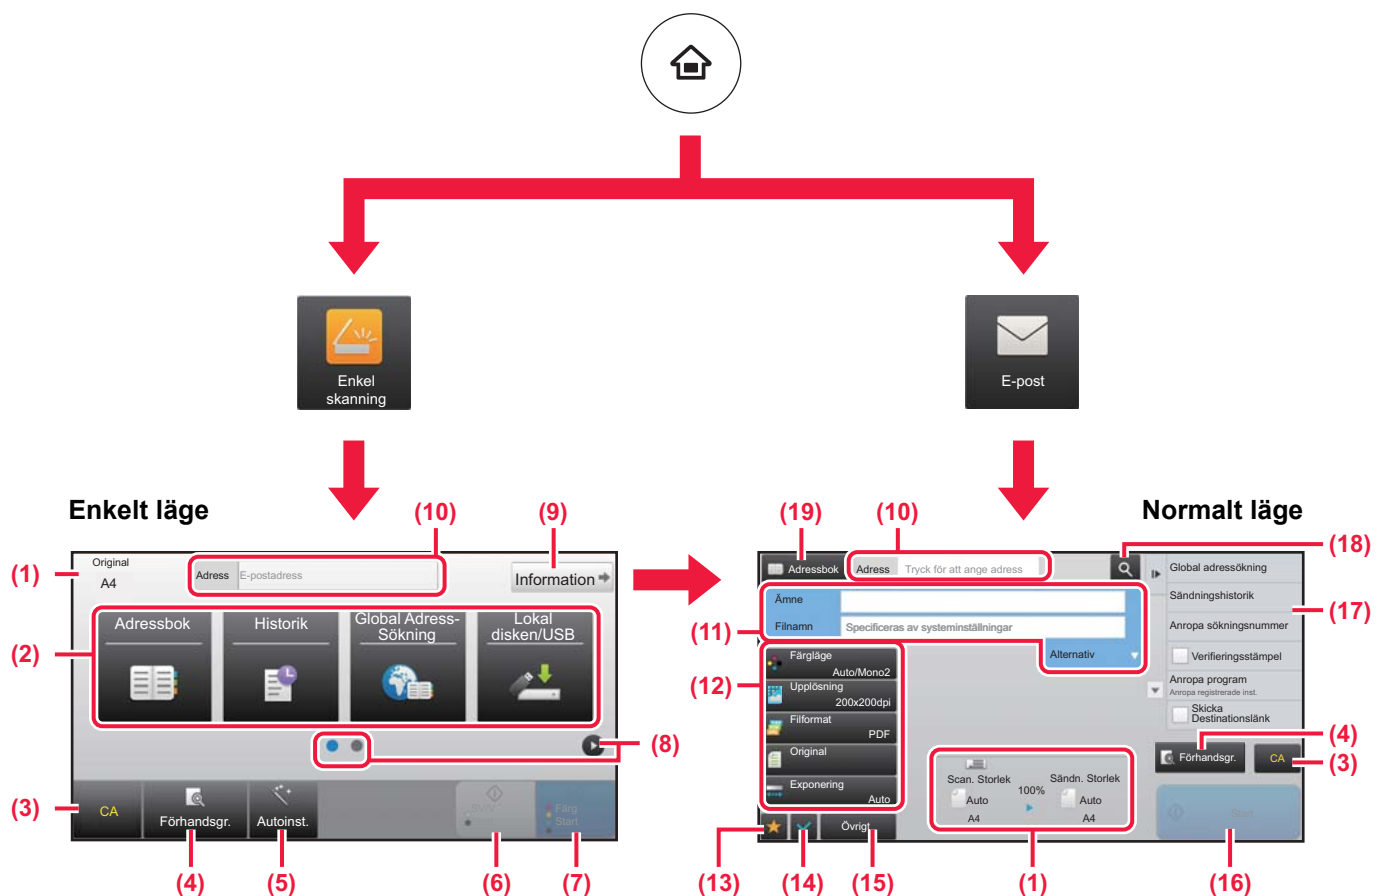 Enkel
skanning
E-post
Enkelt läge
Normalt läge
(10)
(9)
(19)
(10)
(18)
(1)
Original
A4
Adress
E-postadress
Information
(2)
Adressbok
Historik
Global Adress-
Sökning
Lokal
disken/USB
(8)
(3)
CA
Förhandsgr.
Autoinst.
Färg
Start
(4)
(5)
(6)
(7)
Adressbok
Adress
Tryck för att ange adress
(11)
Ämne
Filnamn
Specificeras av systeminställningar
Alternativ
(12)
Färgläge
Auto/Mono2
Upplösning
200x200dpi
Filformat
PDF
Original
Exponering
Auto
Övrigt
Scan. Storlek
100%
Sändn. Storlek
Auto
A4
Auto
A4
Global adressökning
Sändningshistorik
(17)
Anropa sökningsnummer
Verifieringsstämpel
Anropa program
Anropa registrerade inst.
Skicka
Destinationslänk
(4)
Förhandsgr.
CA
(3)
Start
(13)
(14)
(15)
(1)
(16)